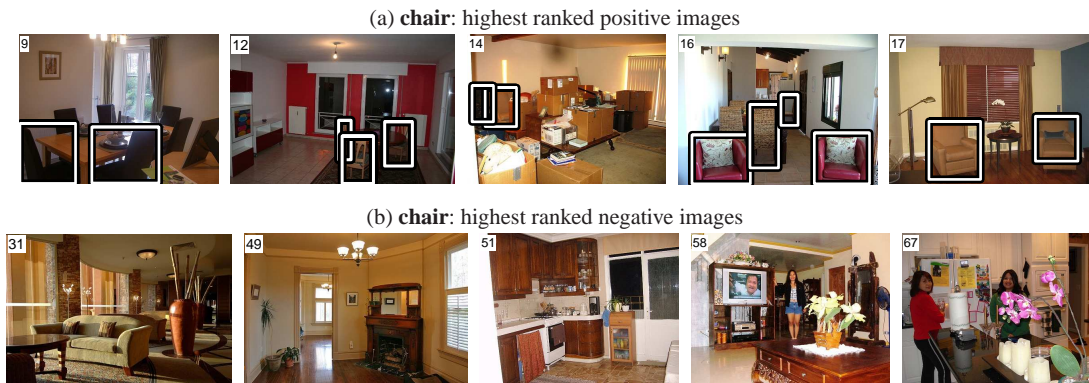 (a) chair: highest ranked positive images
9 12 14 16 17
(b) chair: highest ranked negative images
31 49 51 58 67